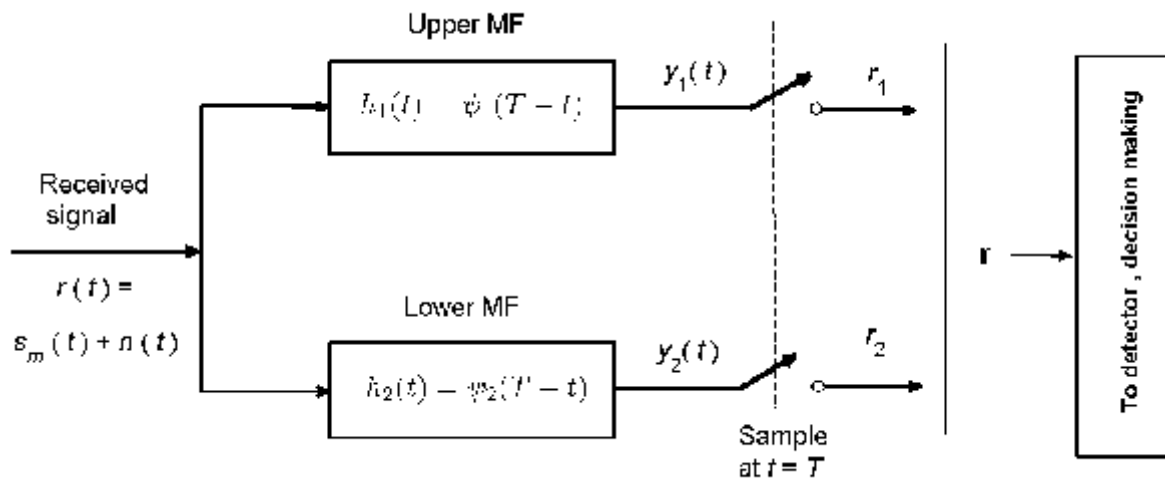 Upper MF
h₁(t) = ψ (T − t)
y₁(t)
r₁
Received
signal
r(t) =
sₘ(t) + n(t)
Lower MF
h₂(t) = ψ₂(T − t)
y₂(t)
r₂
Sample
at t = T
r
To detector, decision making